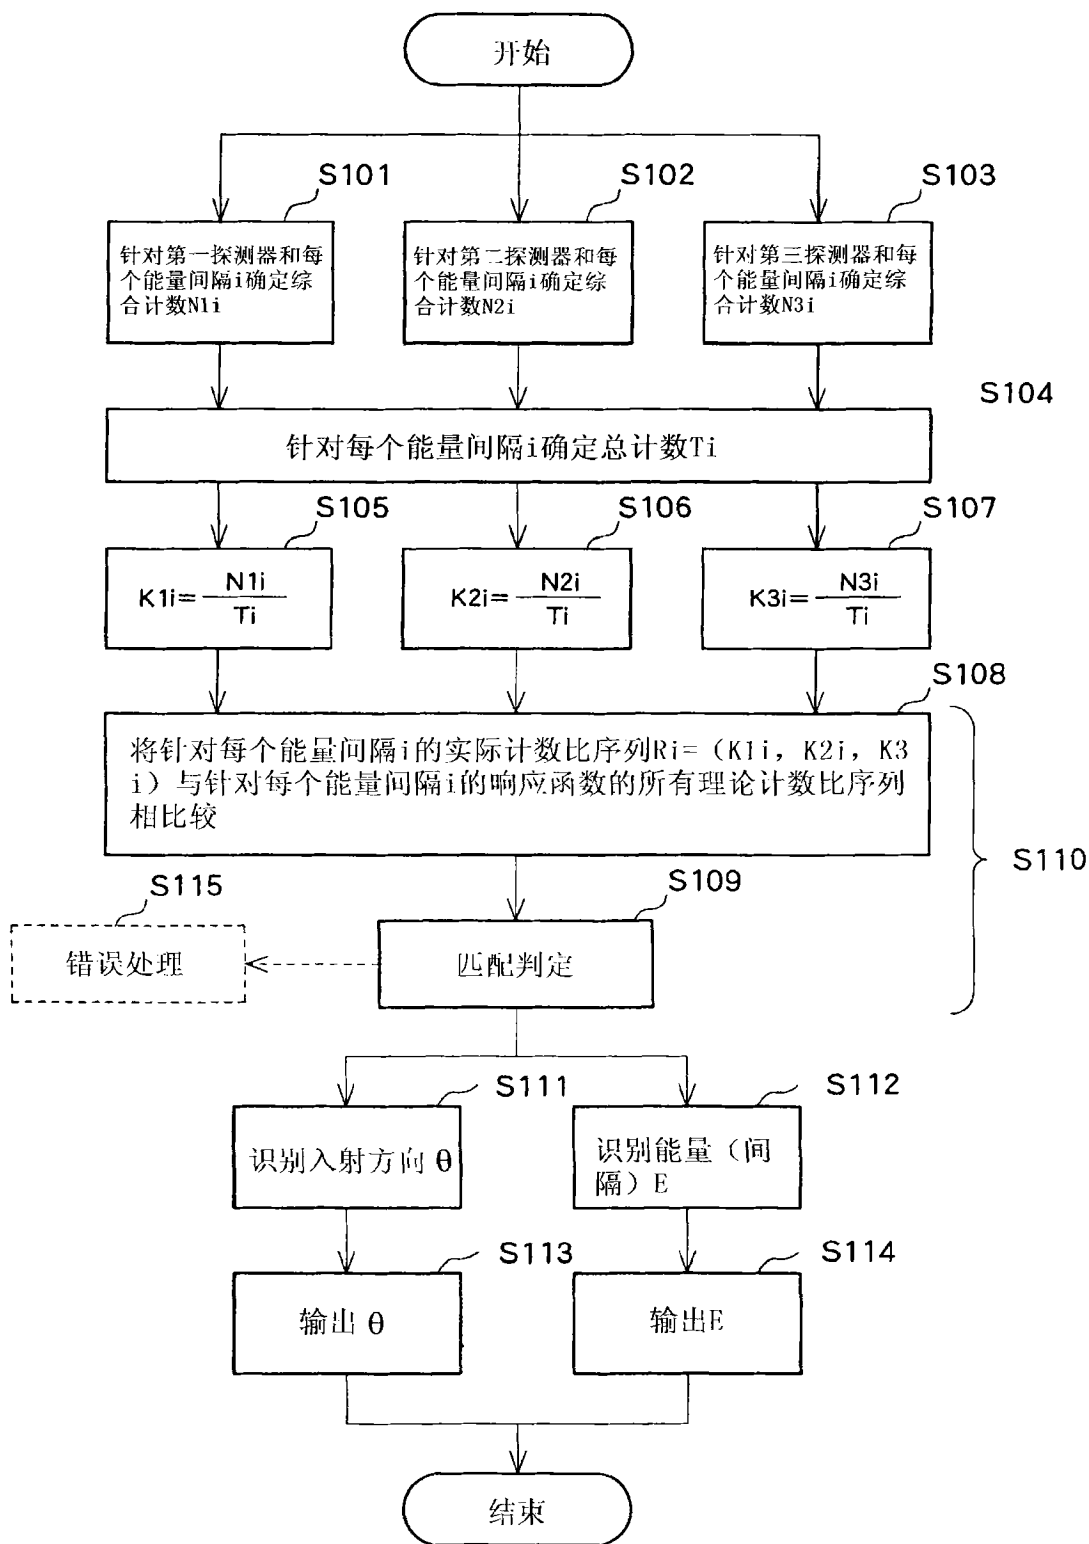 开始
S101
S102
S103
针对第一探测器和每
个能量间隔i确定综
合计数N1i
针对第二探测器和每
个能量间隔i确定综
合计数N2i
针对第三探测器和每
个能量间隔i确定综
合计数N3i
S104
针对每个能量间隔i确定总计数Ti
S105
S106
S107
K1i=N1i/Ti
K2i=N2i/Ti
K3i=N3i/Ti
S108
将针对每个能量间隔i的实际计数比序列Ri=（K1i，K2i，K3
i）与针对每个能量间隔i的响应函数的所有理论计数比序列
相比较
S110
S109
S115
错误处理
匹配判定
S111
S112
识别入射方向 θ
识别能量（间
隔）E
S113
S114
输出 θ
输出E
结束